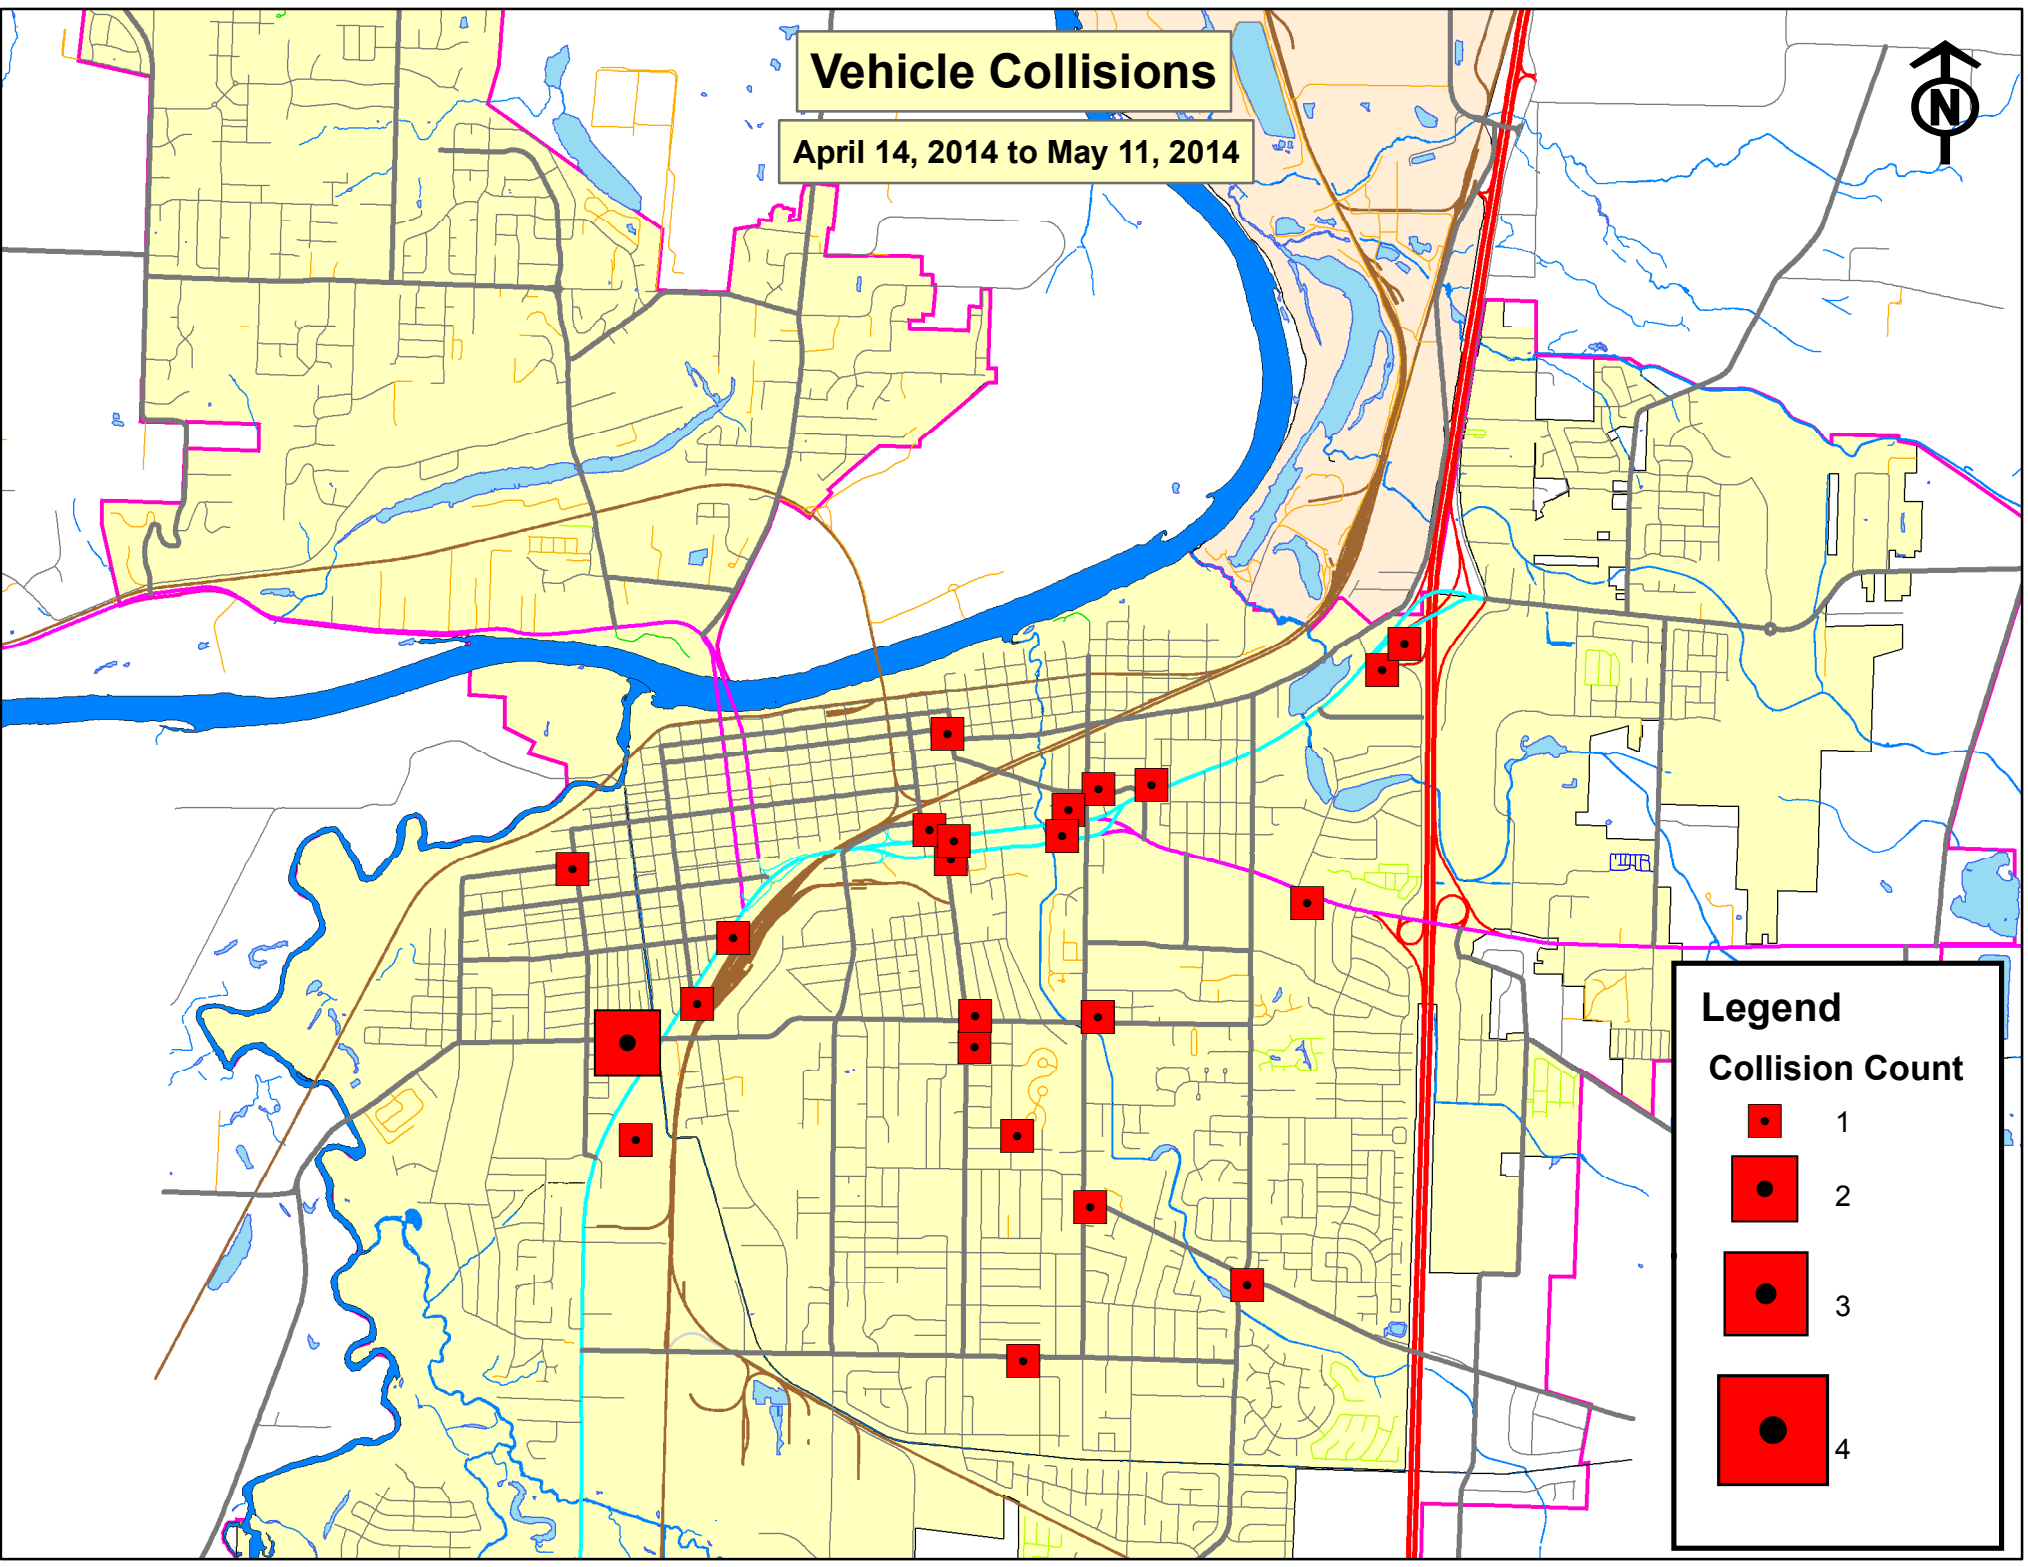 Vehicle Collisions
April 14, 2014 to May 11, 2014
N
Legend
Collision Count
1
2
3
4